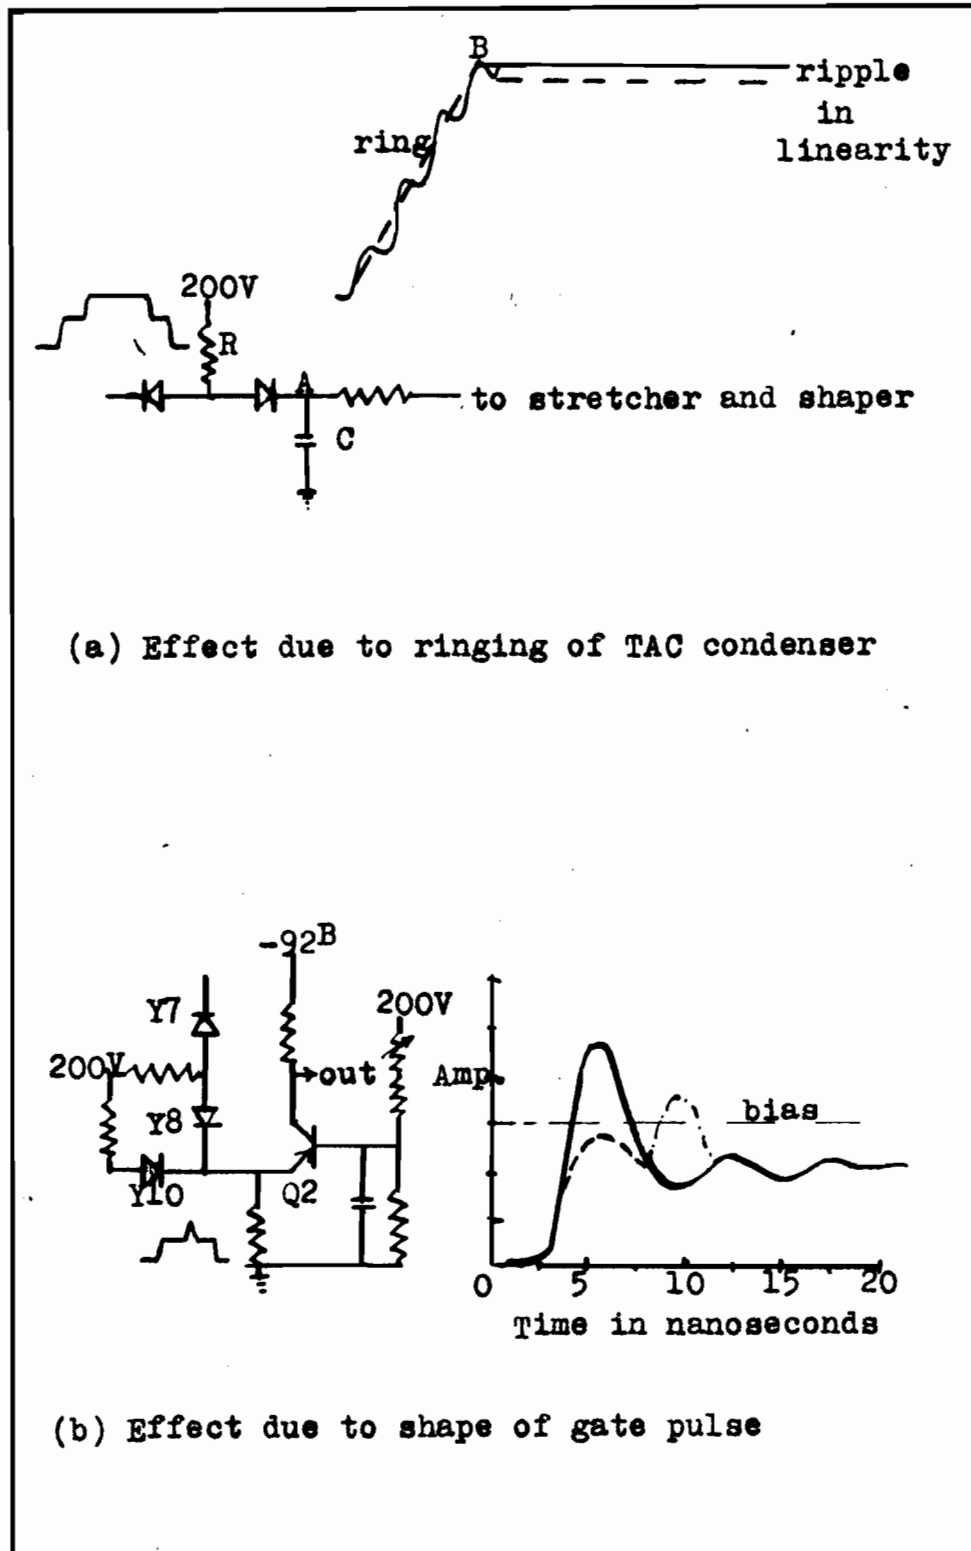 B
ripple
in
linearity
ring
200V
R
to stretcher and shaper
C
(a) Effect due to ringing of TAC condenser
-92B
200V
Y7
200V
out
Amp
Y8
bias
Y10
Q2
0 5 10 15 20
Time in nanoseconds
(b) Effect due to shape of gate pulse